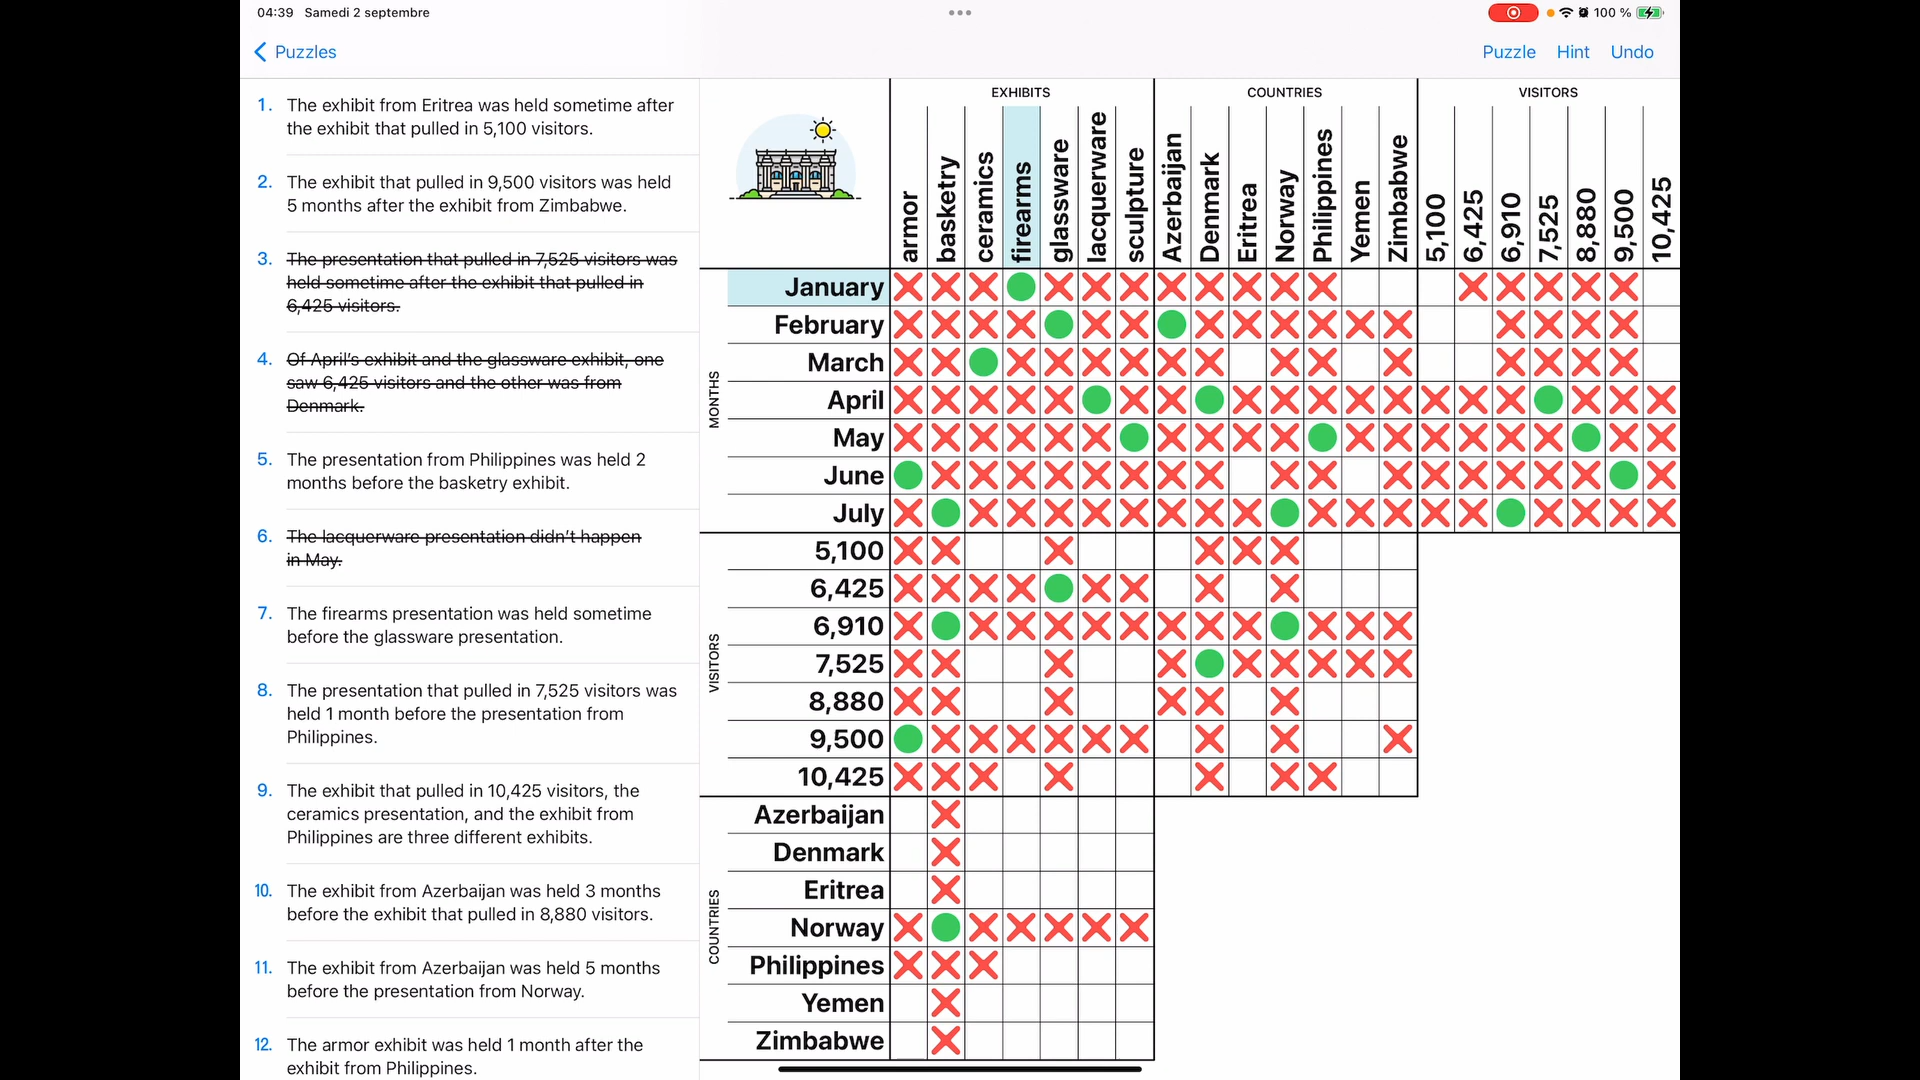 04:39 Samedi 2 septembre
100 %
Puzzles
Puzzle Hint Undo
1. The exhibit from Eritrea was held sometime after
the exhibit that pulled in 5,100 visitors.
2. The exhibit that pulled in 9,500 visitors was held
5 months after the exhibit from Zimbabwe.
3. The presentation that pulled in 7,525 visitors was
held sometime after the exhibit that pulled in
6,425 visitors.
4. Of April's exhibit and the glassware exhibit, one
saw 6,425 visitors and the other was from
Denmark.
5. The presentation from Philippines was held 2
months before the basketry exhibit.
6. The lacquerware presentation didn't happen
in May.
7. The firearms presentation was held sometime
before the glassware presentation.
8. The presentation that pulled in 7,525 visitors was
held 1 month before the presentation from
Philippines.
9. The exhibit that pulled in 10,425 visitors, the
ceramics presentation, and the exhibit from
Philippines are three different exhibits.
10. The exhibit from Azerbaijan was held 3 months
before the exhibit that pulled in 8,880 visitors.
11. The exhibit from Azerbaijan was held 5 months
before the presentation from Norway.
12. The armor exhibit was held 1 month after the
exhibit from Philippines.
EXHIBITS
COUNTRIES
VISITORS
armor
basketry
ceramics
firearms
glassware
lacquerware
sculpture
Azerbaijan
Denmark
Eritrea
Norway
Philippines
Yemen
Zimbabwe
5,100
6,425
6,910
7,525
8,880
9,500
10,425
MONTHS
January
February
March
April
May
June
July
VISITORS
5,100
6,425
6,910
7,525
8,880
9,500
10,425
COUNTRIES
Azerbaijan
Denmark
Eritrea
Norway
Philippines
Yemen
Zimbabwe